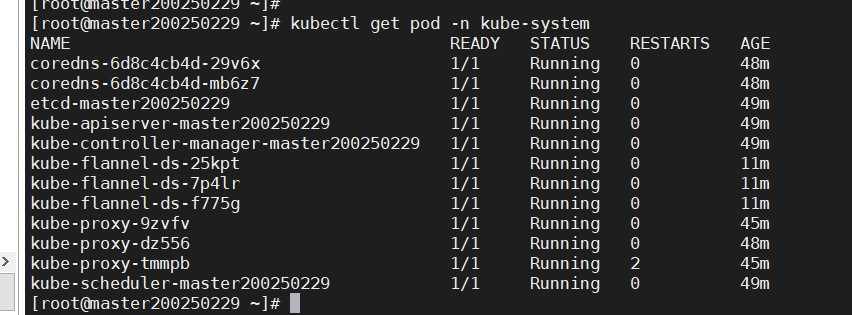 [root@master200250229 ~]#
[root@master200250229 ~]# kubectl get pod -n kube-system
NAME READY STATUS RESTARTS AGE
coredns-6d8c4cb4d-29v6x 1/1 Running 0 48m
coredns-6d8c4cb4d-mb6z7 1/1 Running 0 48m
etcd-master200250229 1/1 Running 0 49m
kube-apiserver-master200250229 1/1 Running 0 49m
kube-controller-manager-master200250229 1/1 Running 0 49m
kube-flannel-ds-25kpt 1/1 Running 0 11m
kube-flannel-ds-7p4lr 1/1 Running 0 11m
kube-flannel-ds-f775g 1/1 Running 0 11m
kube-proxy-9zvfv 1/1 Running 0 45m
kube-proxy-dz556 1/1 Running 0 48m
kube-proxy-tmmpb 1/1 Running 2 45m
kube-scheduler-master200250229 1/1 Running 0 49m
[root@master200250229 ~]#